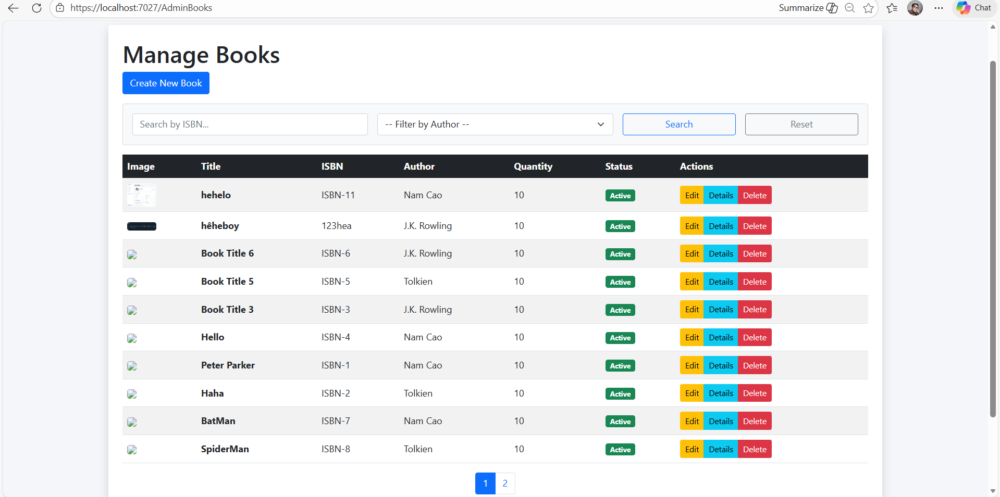 https://localhost:7027/AdminBooks Summarize Chat
Manage Books
Create New Book
Search by ISBN... -- Filter by Author -- Search Reset
Image Title ISBN Author Quantity Status Actions
hehelo ISBN-11 Nam Cao 10 Active Edit Details Delete
hêheboy 123hea J.K. Rowling 10 Active Edit Details Delete
Book Title 6 ISBN-6 J.K. Rowling 10 Active Edit Details Delete
Book Title 5 ISBN-5 Tolkien 10 Active Edit Details Delete
Book Title 3 ISBN-3 J.K. Rowling 10 Active Edit Details Delete
Hello ISBN-4 Nam Cao 10 Active Edit Details Delete
Peter Parker ISBN-1 Nam Cao 10 Active Edit Details Delete
Haha ISBN-2 Tolkien 10 Active Edit Details Delete
BatMan ISBN-7 Nam Cao 10 Active Edit Details Delete
SpiderMan ISBN-8 Tolkien 10 Active Edit Details Delete
1 2